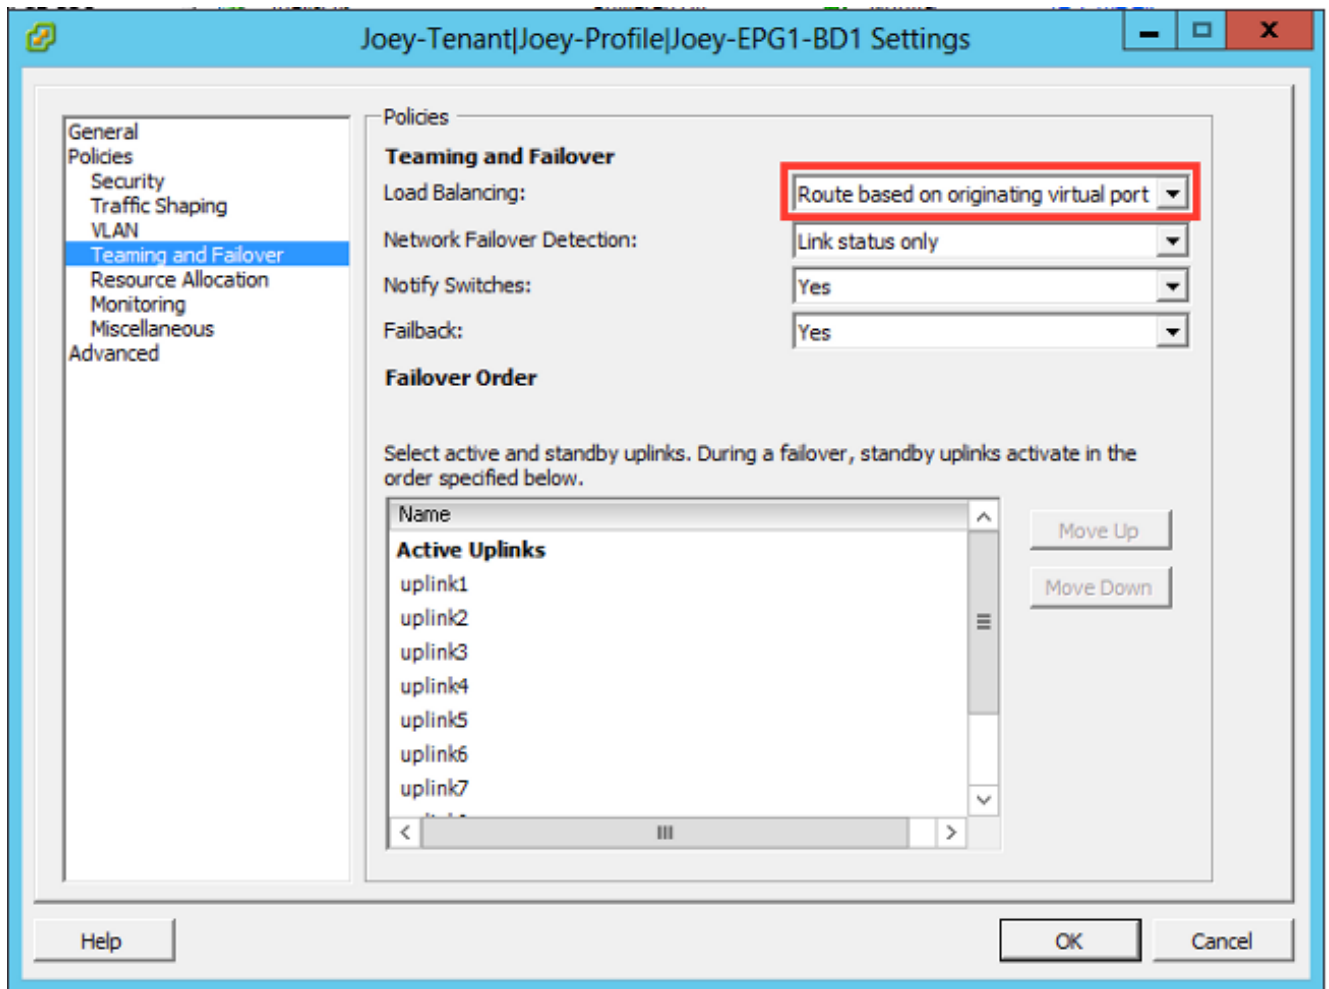 Joey-Tenant|Joey-Profile|Joey-EPG1-BD1 Settings
General
Policies
Security
Traffic Shaping
VLAN
Teaming and Failover
Resource Allocation
Monitoring
Miscellaneous
Advanced
Policies
Teaming and Failover
Load Balancing:
Route based on originating virtual port
Network Failover Detection:
Link status only
Notify Switches:
Yes
Failback:
Yes
Failover Order
Select active and standby uplinks. During a failover, standby uplinks activate in the
order specified below.
Name
Active Uplinks
uplink1
uplink2
uplink3
uplink4
uplink5
uplink6
uplink7
Move Up
Move Down
Help
OK
Cancel